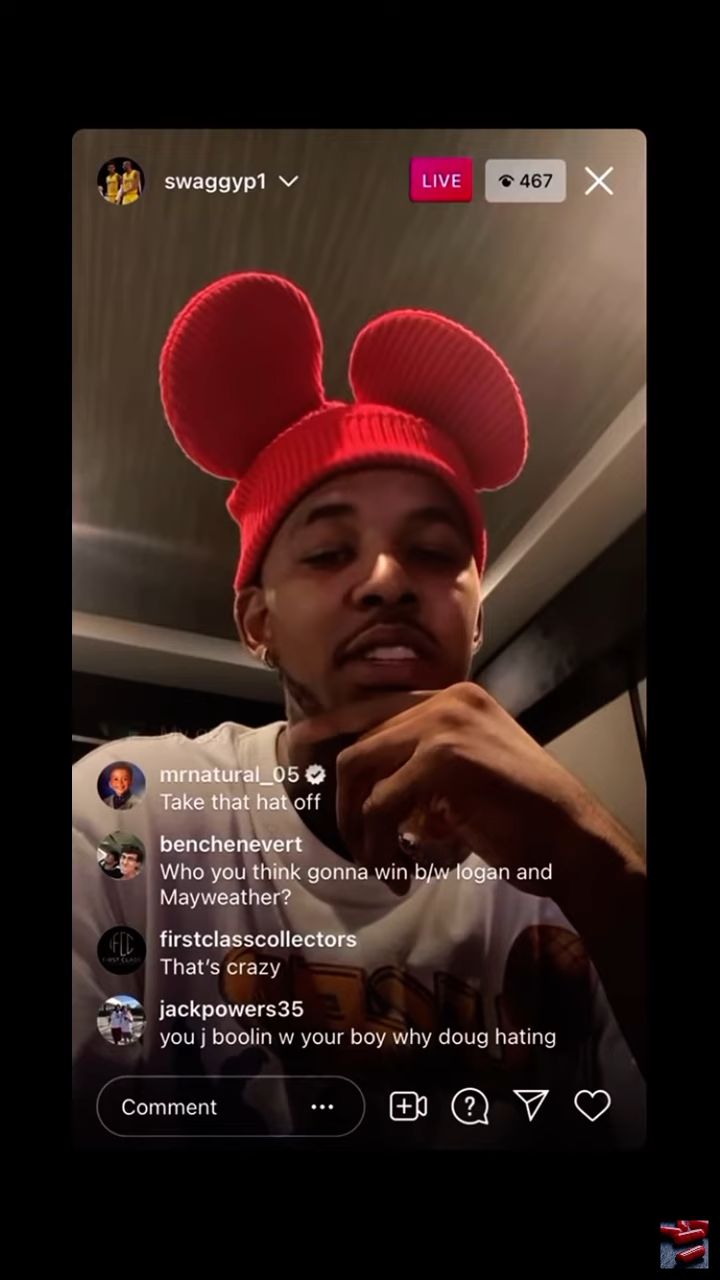 swaggyp1
LIVE
467
mrnatural_05
Take that hat off
benchenevert
Who you think gonna win b/w logan and
Mayweather?
firstclasscollectors
That's crazy
jackpowers35
you j boolin w your boy why doug hating
Comment